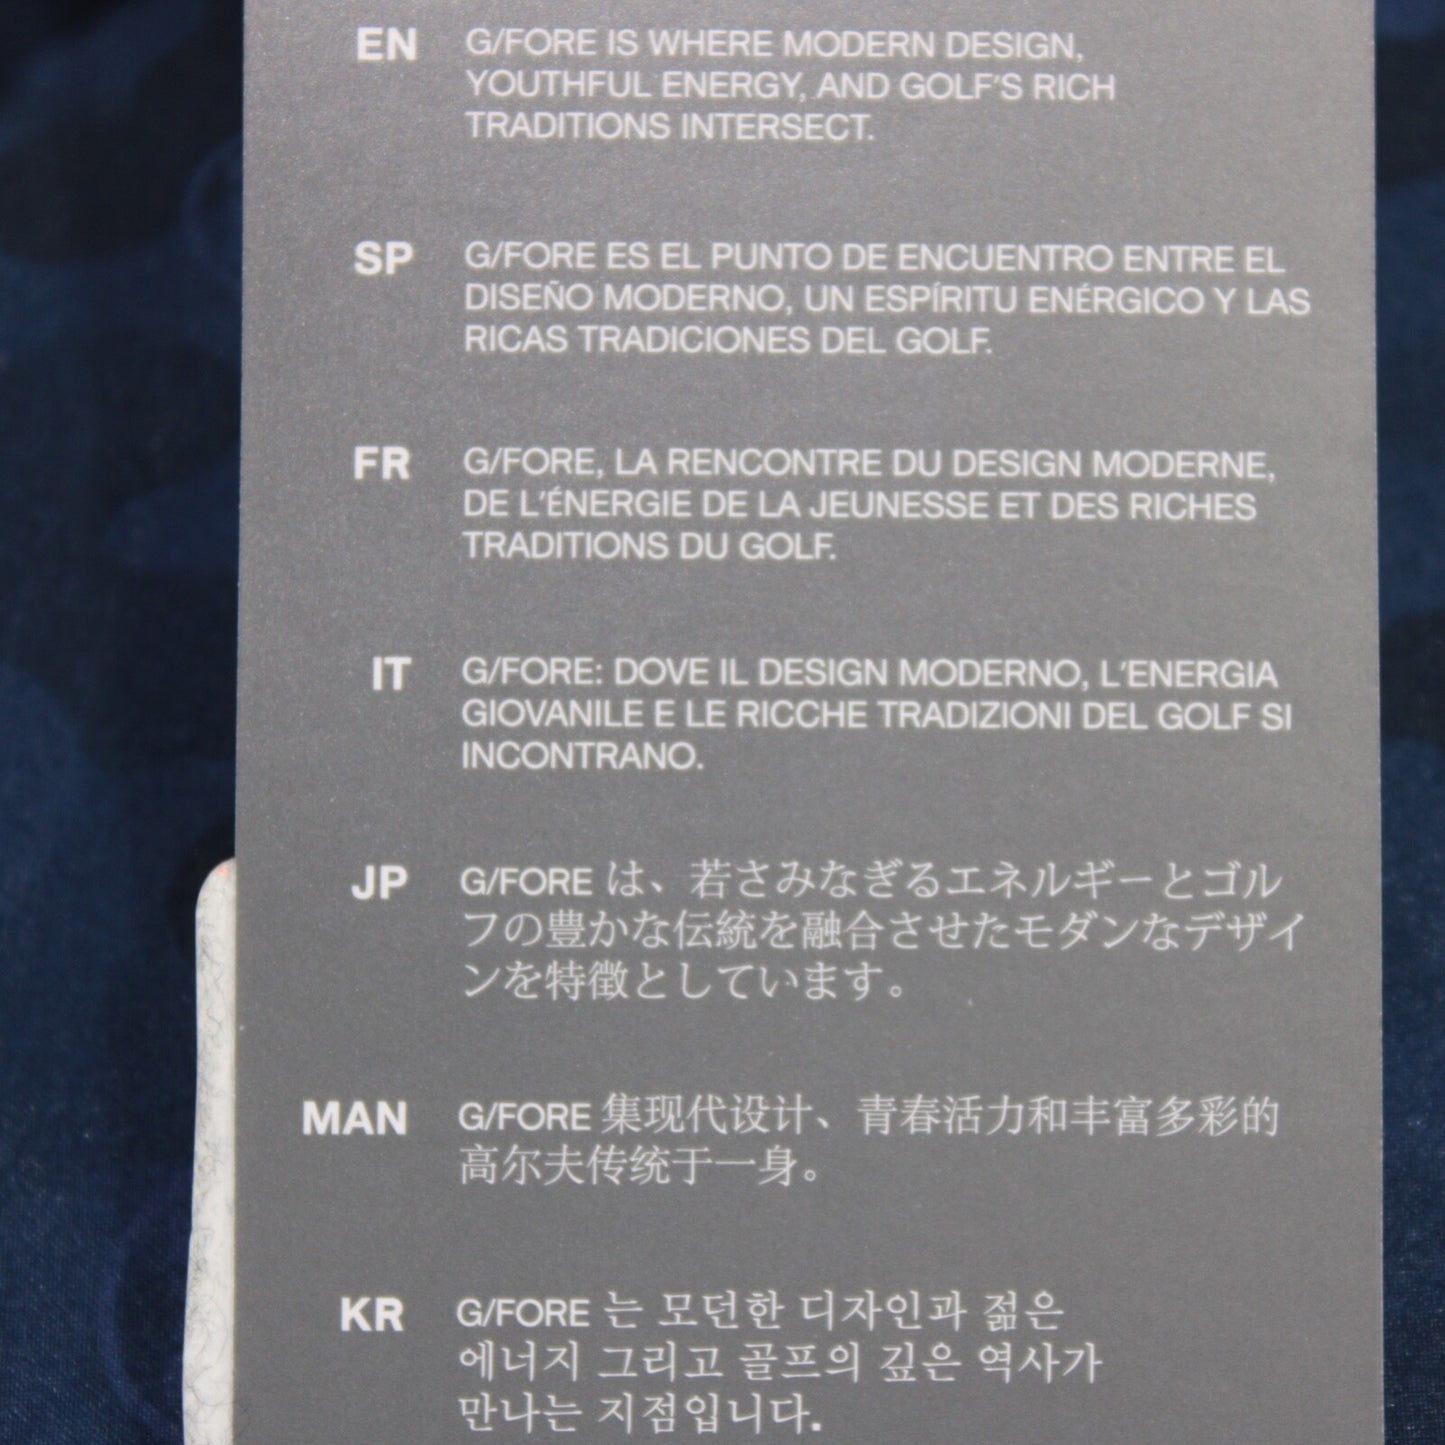 EN G/FORE IS WHERE MODERN DESIGN,
YOUTHFUL ENERGY, AND GOLF'S RICH
TRADITIONS INTERSECT.
SP G/FORE ES EL PUNTO DE ENCUENTRO ENTRE EL
DISEÑO MODERNO, UN ESPÍRITU ENÉRGICO Y LAS
RICAS TRADICIONES DEL GOLF.
FR G/FORE, LA RENCONTRE DU DESIGN MODERNE,
DE L'ÉNERGIE DE LA JEUNESSE ET DES RICHES
TRADITIONS DU GOLF.
IT G/FORE: DOVE IL DESIGN MODERNO, L'ENERGIA
GIOVANILE E LE RICCHE TRADIZIONI DEL GOLF SI
INCONTRANO.
JP G/FORE は、若さみなぎるエネルギーとゴル
フの豊かな伝統を融合させたモダンなデザイ
ンを特徴としています。
MAN G/FORE 集现代设计、青春活力和丰富多彩的
高尔夫传统于一身。
KR G/FORE 는 모던한 디자인과 젊은
에너지 그리고 골프의 깊은 역사가
만나는 지점입니다.